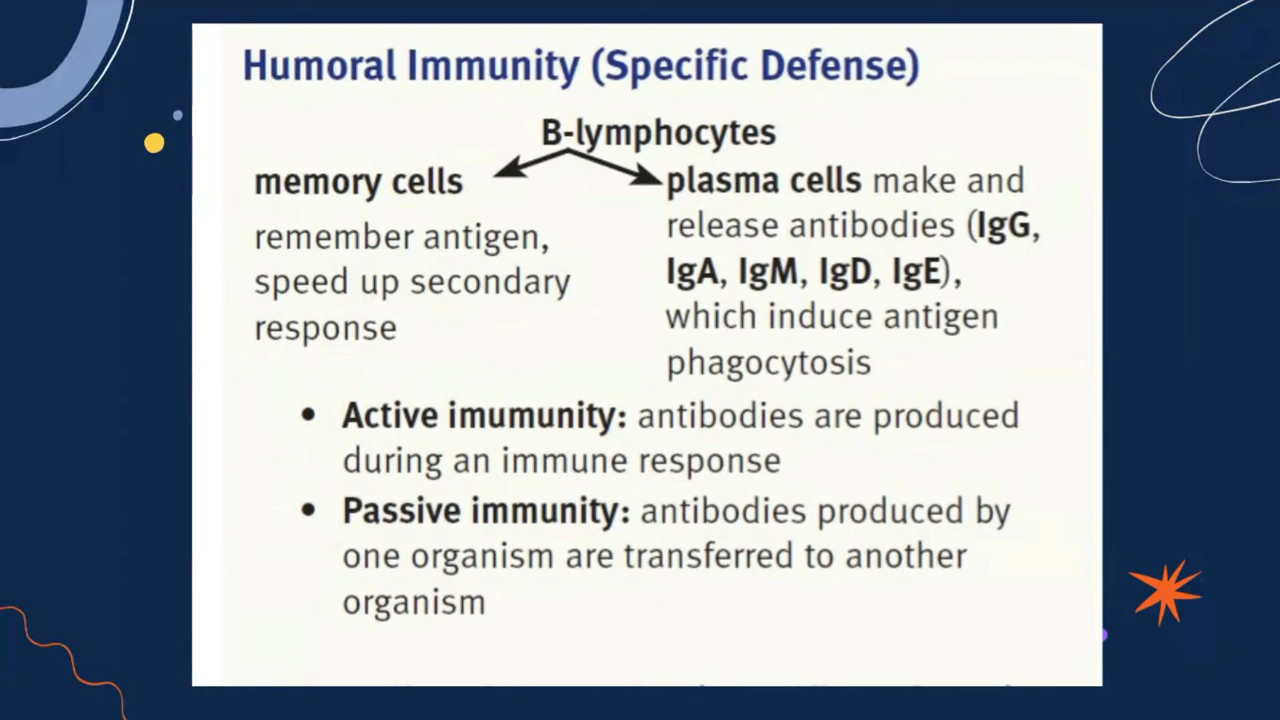 Humoral Immunity (Specific Defense)
B-lymphocytes
memory cells
remember antigen,
speed up secondary
response
plasma cells make and
release antibodies (IgG,
IgA, IgM, IgD, IgE),
which induce antigen
phagocytosis
• Active imumunity: antibodies are produced
during an immune response
• Passive immunity: antibodies produced by
one organism are transferred to another
organism